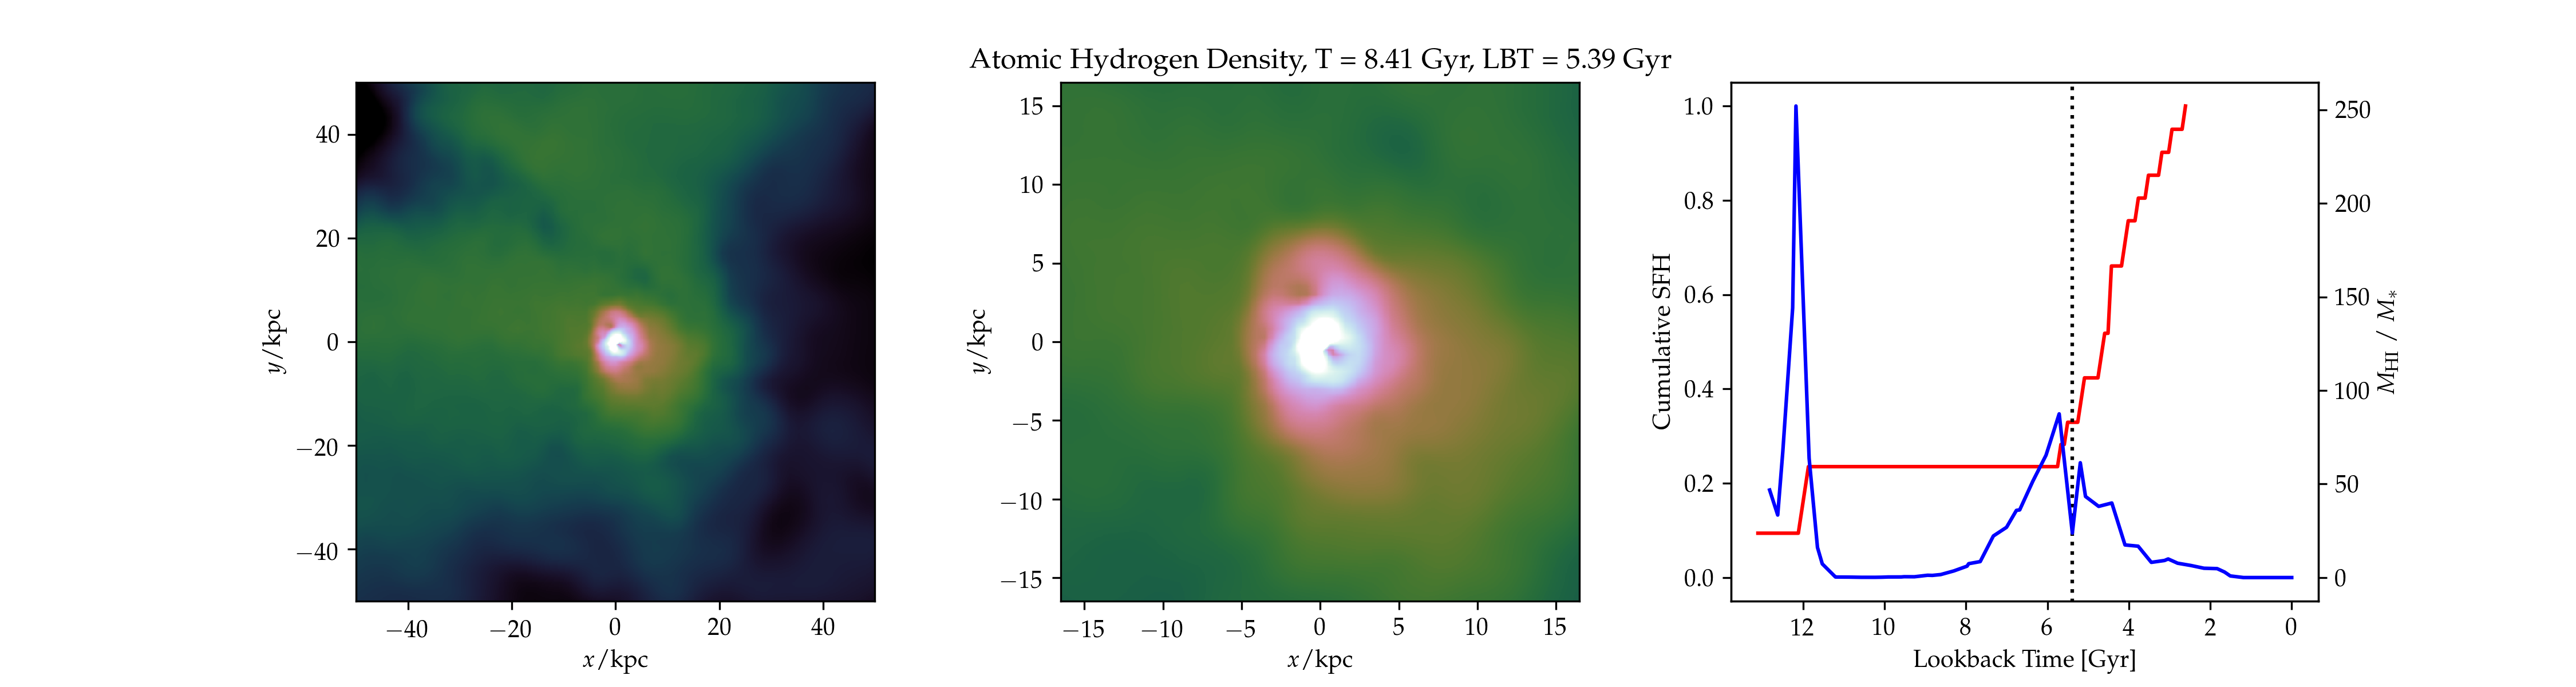 Atomic Hydrogen Density, T = 8.41 Gyr, LBT = 5.39 Gyr
40
20
0
−20
−40
y/kpc
−40 −20 0 20 40
x/kpc
15
10
5
0
−5
−10
−15
y/kpc
−15 −10 −5 0 5 10 15
x/kpc
1.0
0.8
0.6
0.4
0.2
0.0
Cumulative SFH
250
200
150
100
50
0
M_HI / M_*
12 10 8 6 4 2 0
Lookback Time [Gyr]